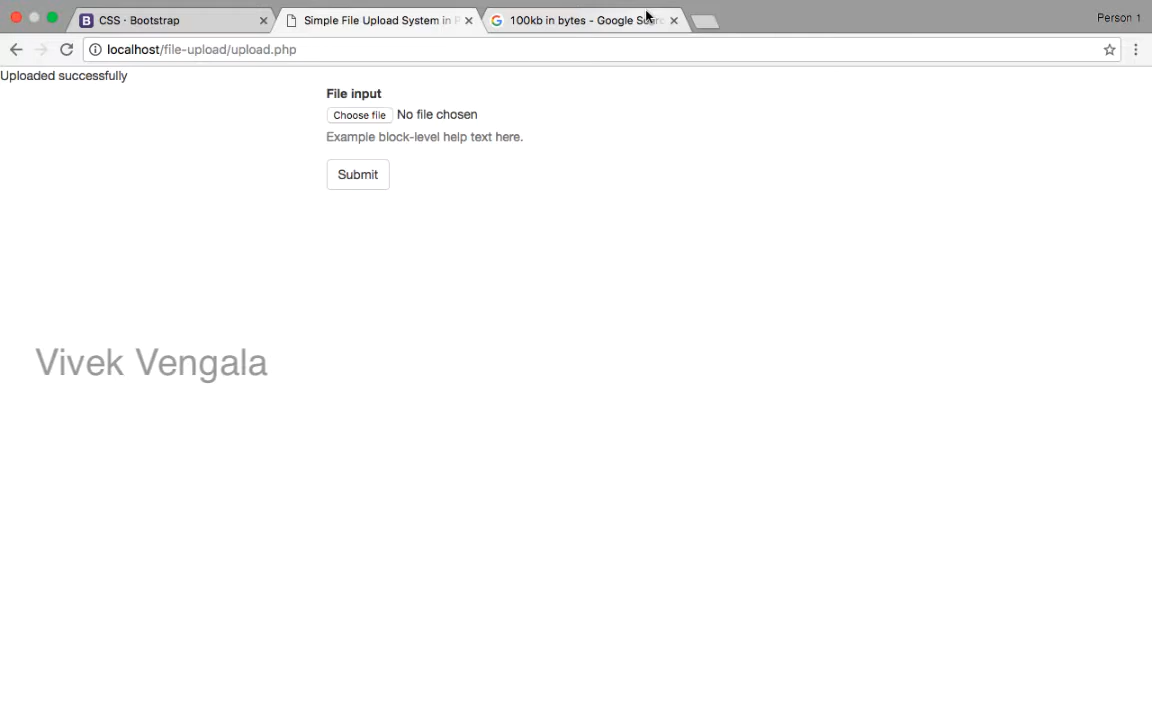 CSS · Bootstrap
Simple File Upload System in P
100kb in bytes - Google Searc
Person 1
localhost/file-upload/upload.php
Uploaded successfully
File input
Choose file No file chosen
Example block-level help text here.
Submit
Vivek Vengala